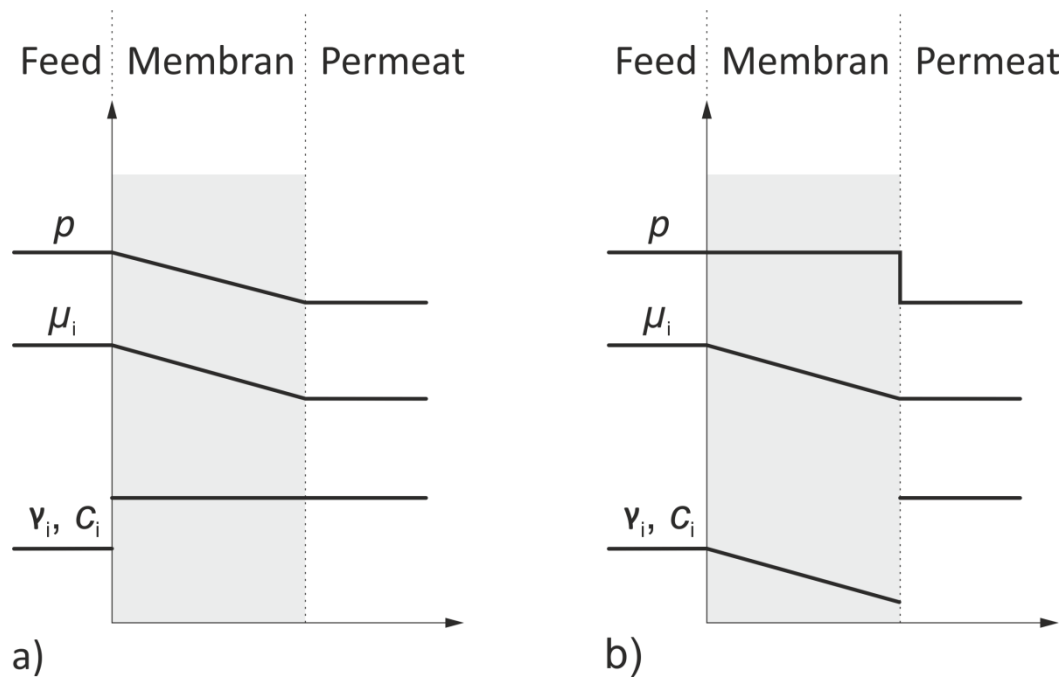 Feed Membran Permeat
p
μi
γi, ci
a)
Feed Membran Permeat
p
μi
γi, ci
b)